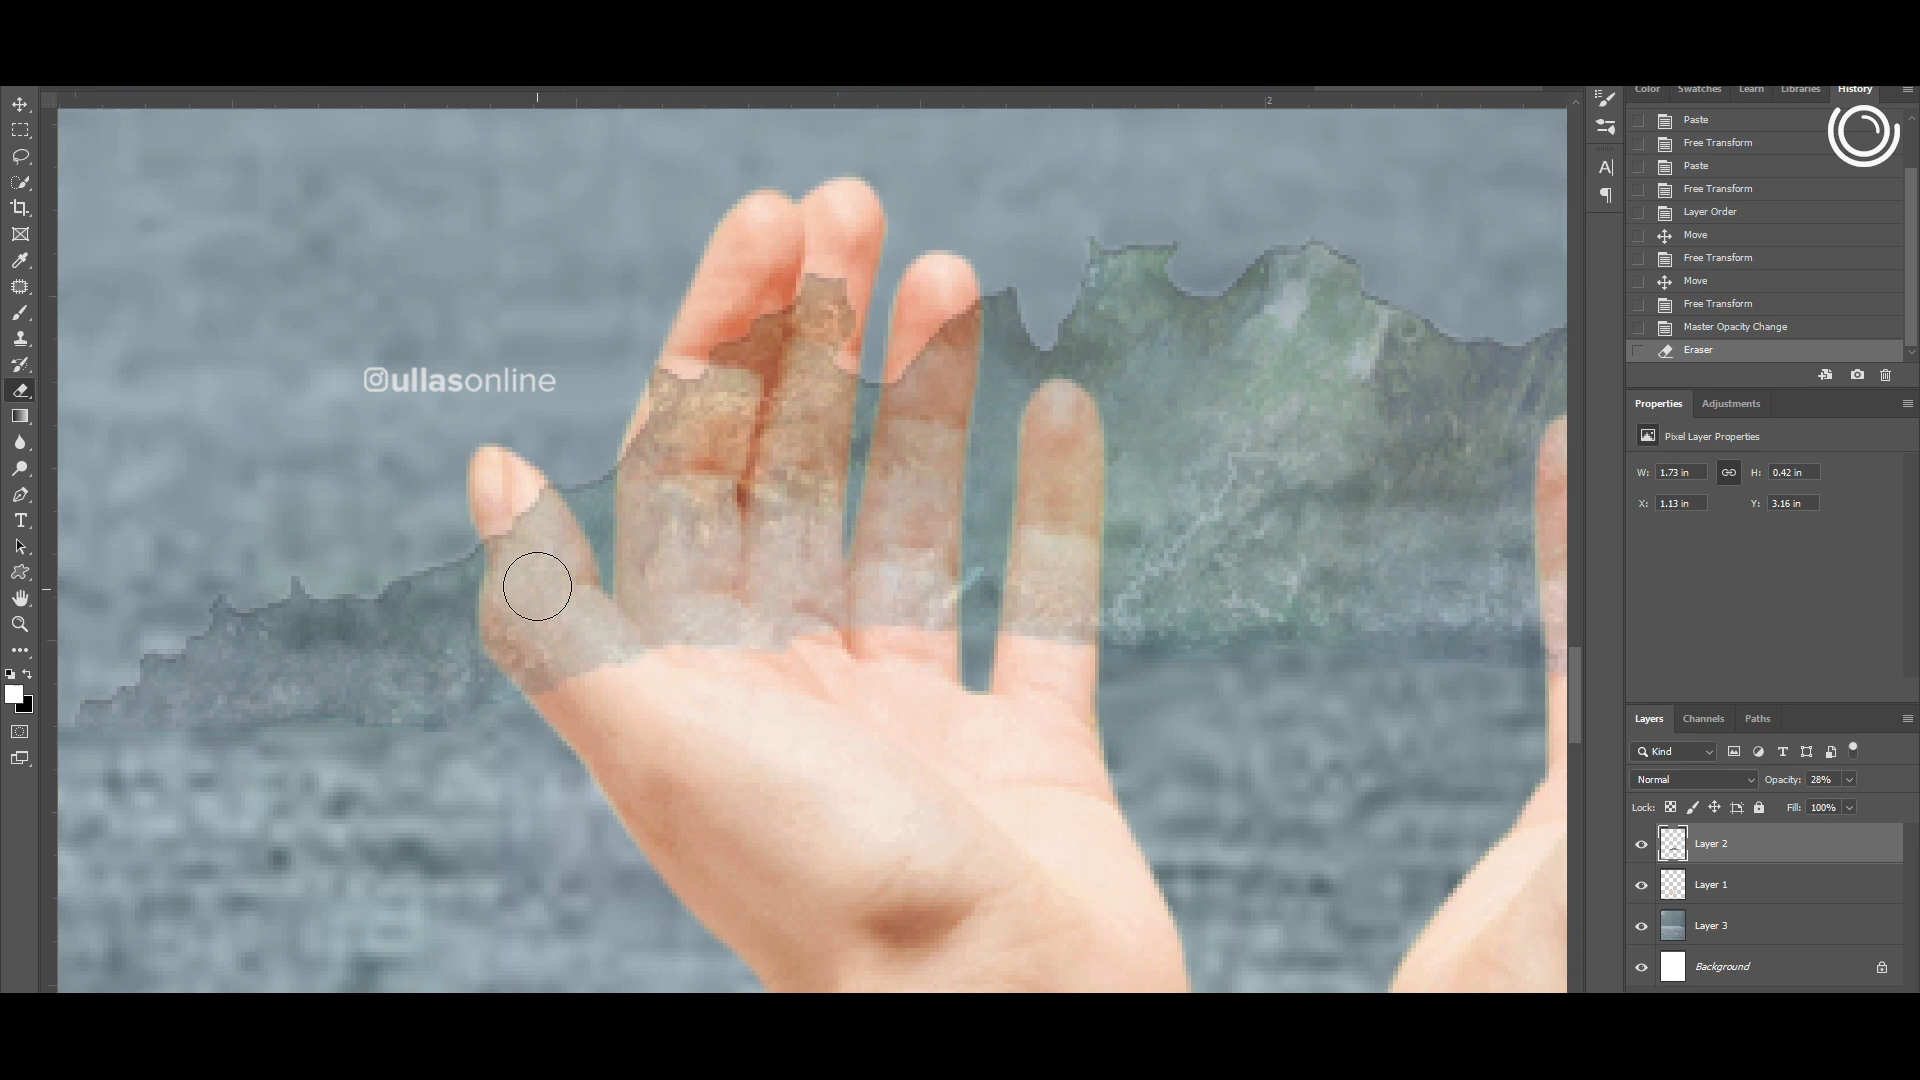 Color Swatches Learn Libraries History
2
Paste
Free Transform
Paste
Free Transform
Layer Order
Move
Free Transform
Move
Free Transform
Master Opacity Change
Eraser
ullasonline
Properties Adjustments
Pixel Layer Properties
W: 1.73 in H: 0.42 in
X: 1.13 in Y: 3.16 in
Layers Channels Paths
Kind
Normal Opacity: 28%
Lock: Fill: 100%
Layer 2
Layer 1
Layer 3
Background